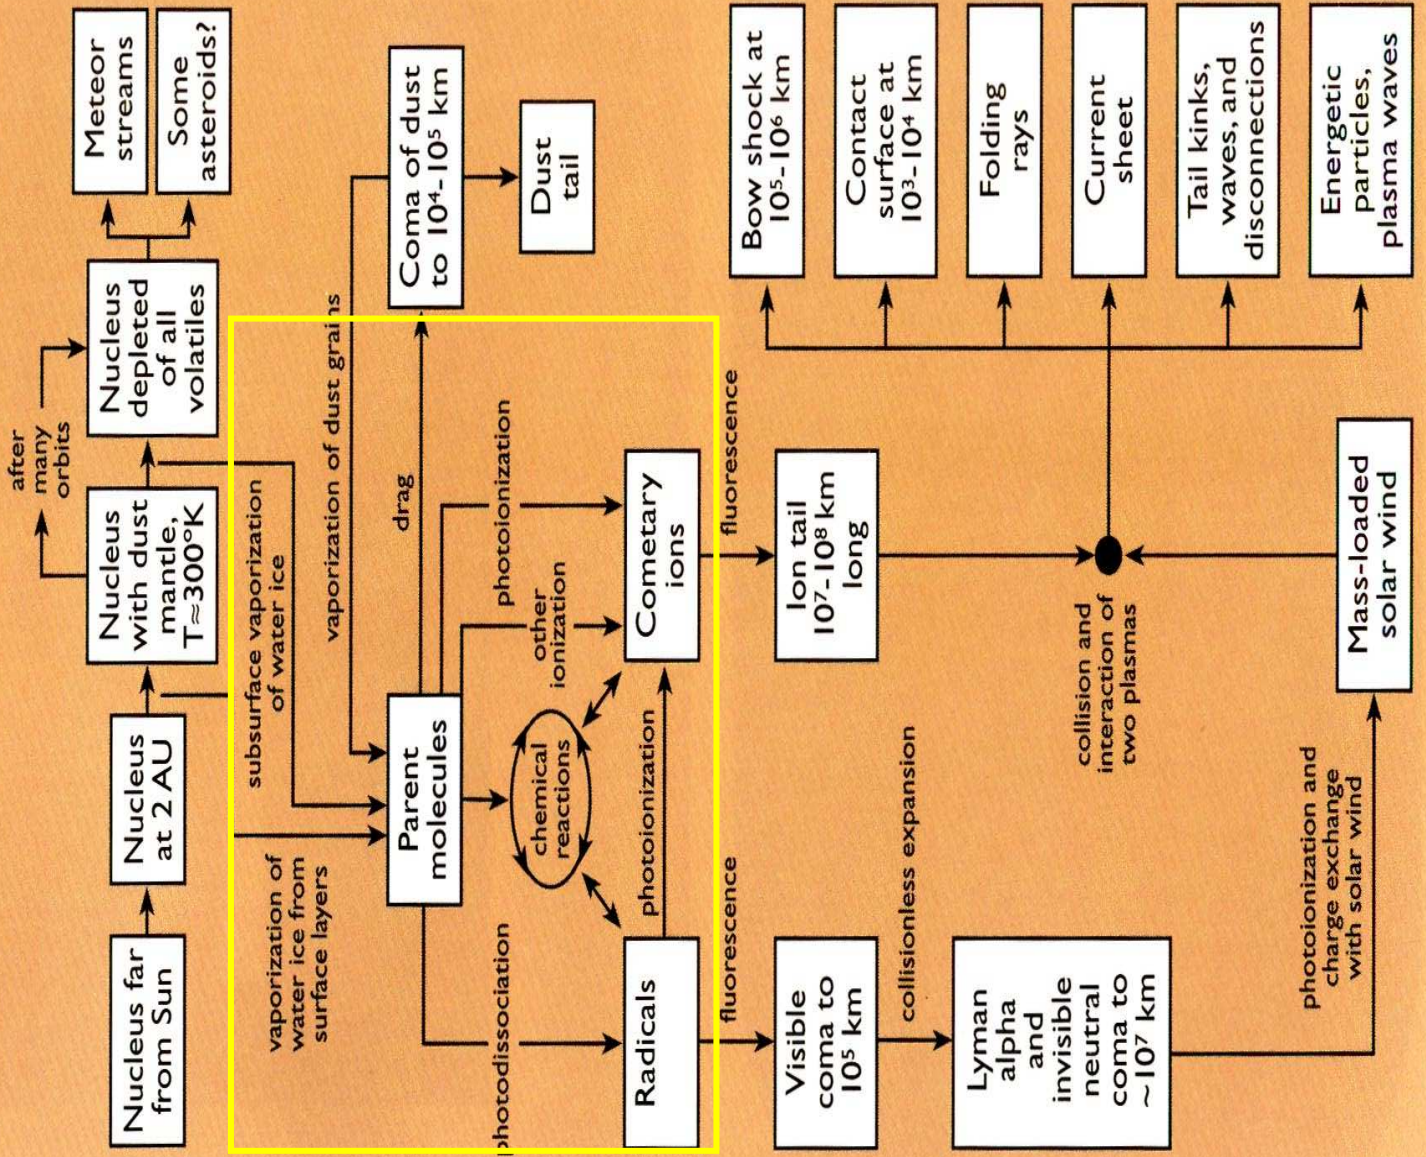 Nucleus far
from Sun
Nucleus
at 2 AU
Nucleus
with dust
mantle,
T≈300°K
after
many
orbits
Nucleus
depleted
of all
volatiles
Meteor
streams
Some
asteroids?
vaporization of
water ice from
surface layers
subsurface vaporization
of water ice
vaporization of dust grains
Parent
molecules
drag
Coma of dust
to 10⁴-10⁵ km
Dust
tail
photodissociation
chemical
reactions
other
ionization
photoionization
Radicals
photoionization
Cometary
ions
fluorescence
fluorescence
Visible
coma to
10⁵ km
Ion tail
10⁷-10⁸ km
long
collisionless expansion
Lyman
alpha
and
invisible
neutral
coma to
~10⁷ km
collision and
interaction of
two plasmas
photoionization and
charge exchange
with solar wind
Mass-loaded
solar wind
Bow shock at
10⁵-10⁶ km
Contact
surface at
10³-10⁴ km
Folding
rays
Current
sheet
Tail kinks,
waves, and
disconnections
Energetic
particles,
plasma waves